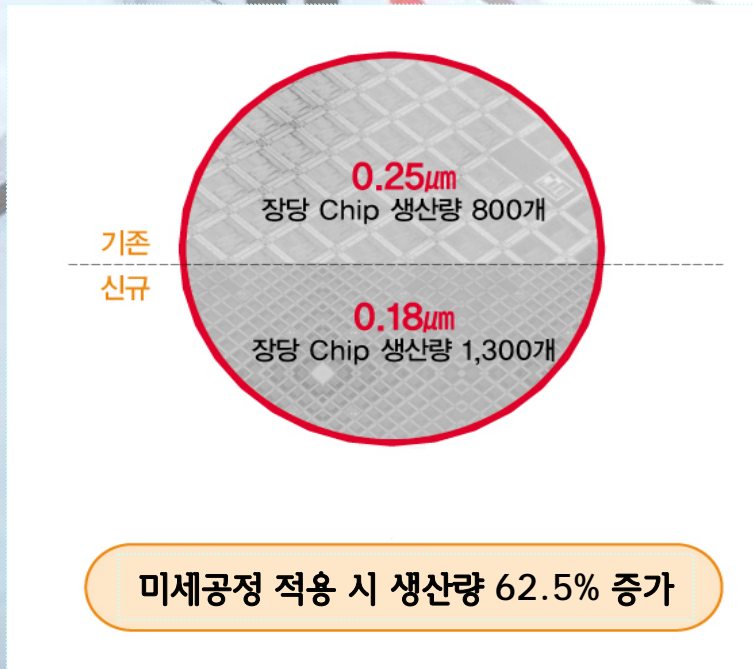 0.25㎛
장당 Chip 생산량 800개
기존
신규
0.18㎛
장당 Chip 생산량 1,300개
미세공정 적용 시 생산량 62.5% 증가